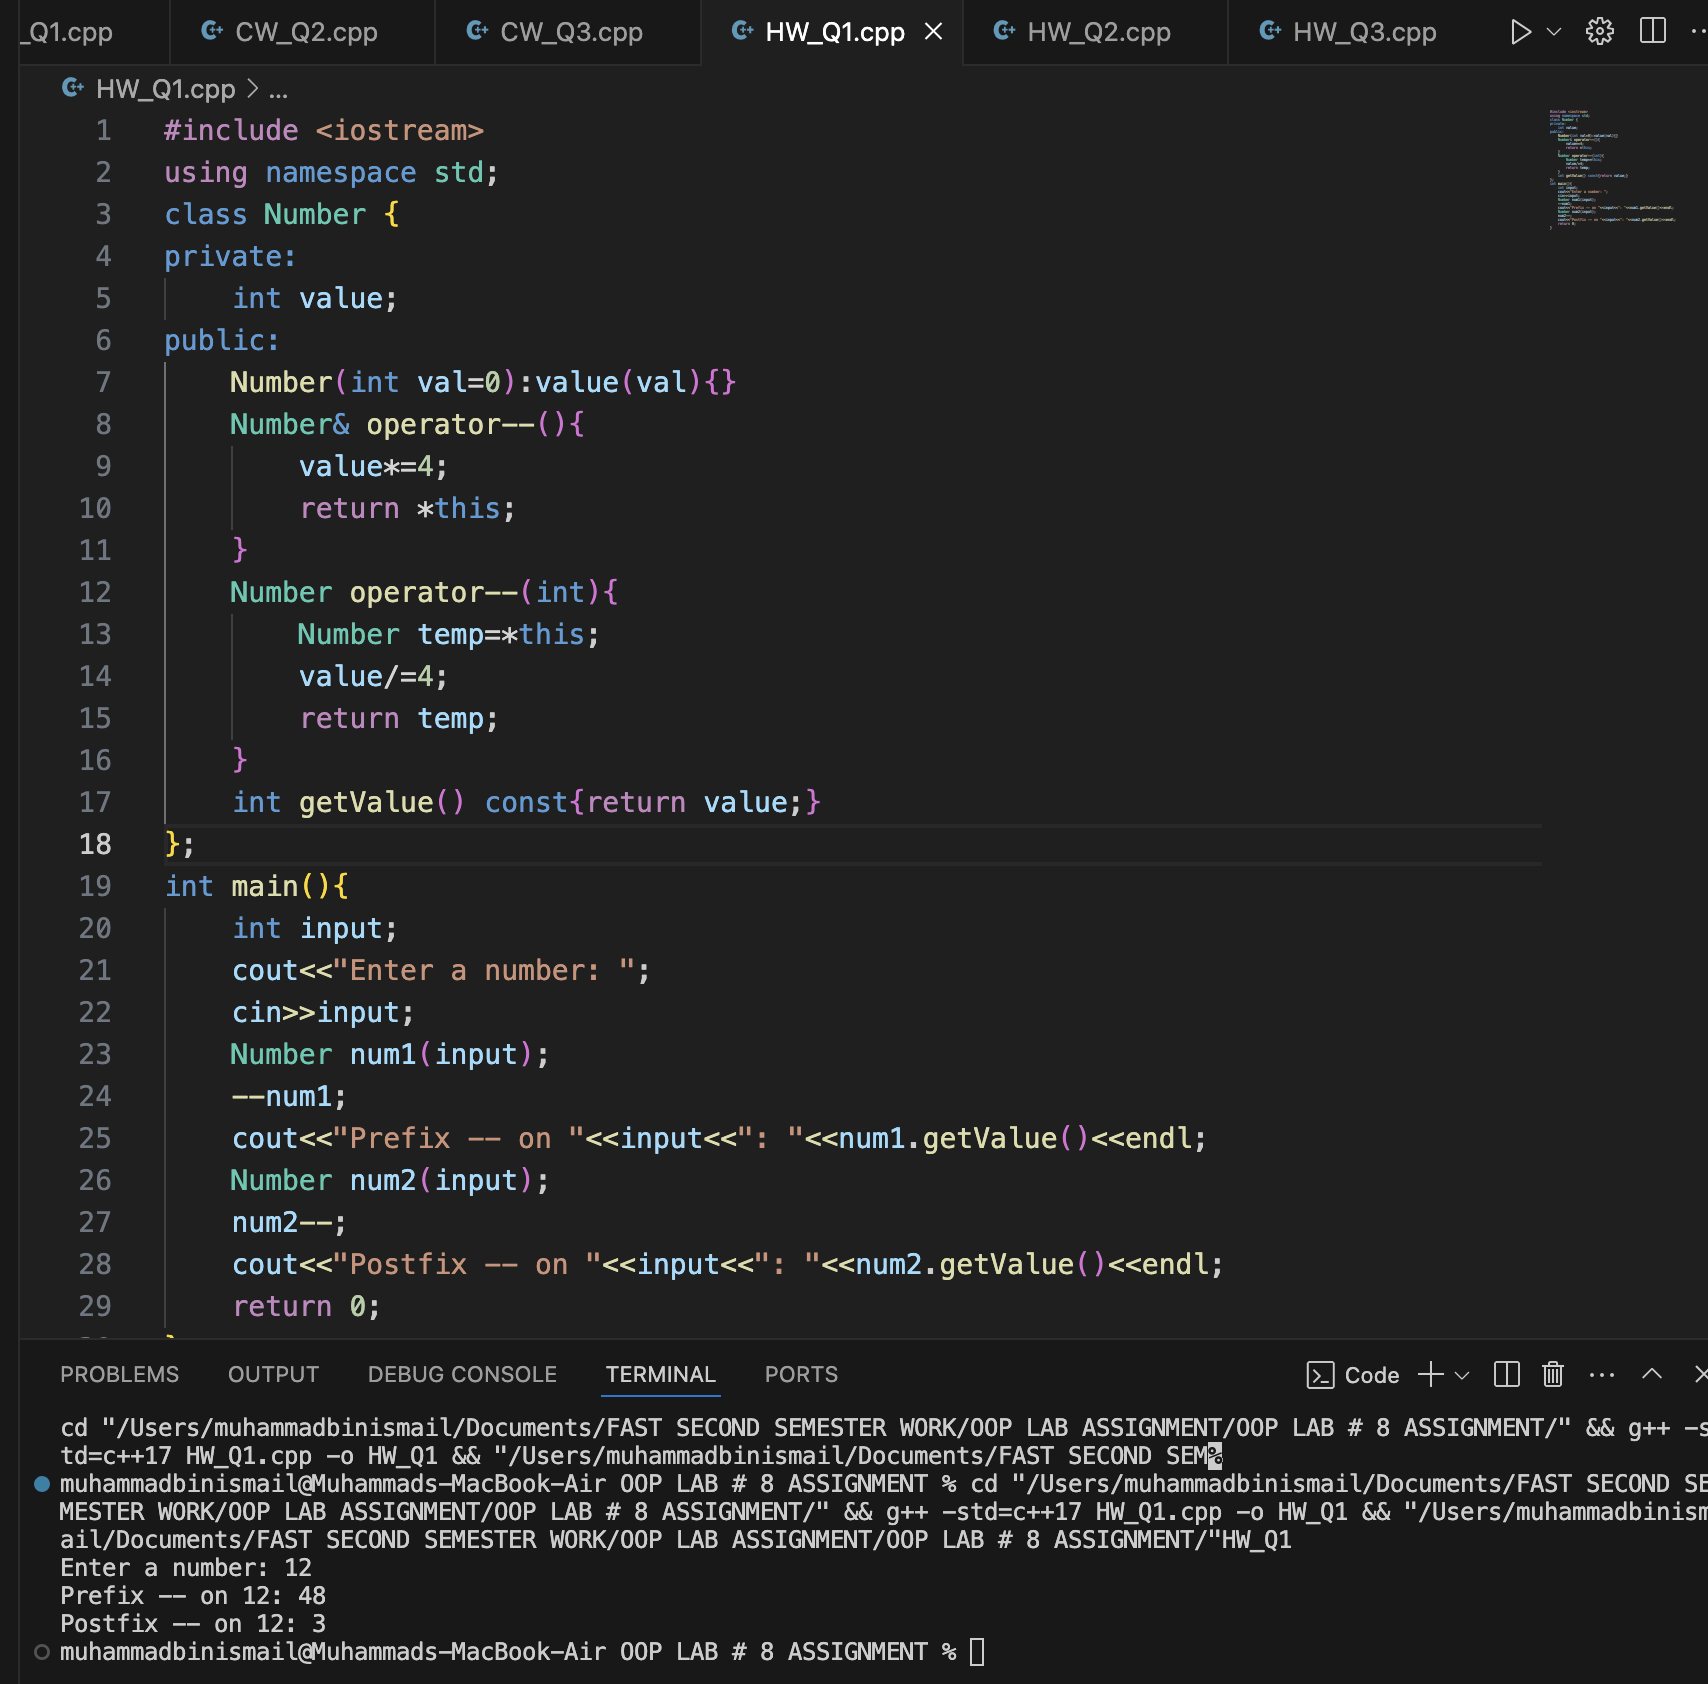 _Q1.cpp CW_Q2.cpp CW_Q3.cpp HW_Q1.cpp HW_Q2.cpp HW_Q3.cpp
HW_Q1.cpp > ...
1 #include <iostream>
2 using namespace std;
3 class Number {
4 private:
5     int value;
6 public:
7     Number(int val=0):value(val){}
8     Number& operator--(){
9         value*=4;
10         return *this;
11     }
12     Number operator--(int){
13         Number temp=*this;
14         value/=4;
15         return temp;
16     }
17     int getValue() const{return value;}
18 };
19 int main(){
20     int input;
21     cout<<"Enter a number: ";
22     cin>>input;
23     Number num1(input);
24     --num1;
25     cout<<"Prefix -- on "<<input<<": "<<num1.getValue()<<endl;
26     Number num2(input);
27     num2--;
28     cout<<"Postfix -- on "<<input<<": "<<num2.getValue()<<endl;
29     return 0;
PROBLEMS OUTPUT DEBUG CONSOLE TERMINAL PORTS Code
cd "/Users/muhammadbinismail/Documents/FAST SECOND SEMESTER WORK/OOP LAB ASSIGNMENT/OOP LAB # 8 ASSIGNMENT/" && g++ -s
td=c++17 HW_Q1.cpp -o HW_Q1 && "/Users/muhammadbinismail/Documents/FAST SECOND SEM%
muhammadbinismail@Muhammads-MacBook-Air OOP LAB # 8 ASSIGNMENT % cd "/Users/muhammadbinismail/Documents/FAST SECOND SE
MESTER WORK/OOP LAB ASSIGNMENT/OOP LAB # 8 ASSIGNMENT/" && g++ -std=c++17 HW_Q1.cpp -o HW_Q1 && "/Users/muhammadbinism
ail/Documents/FAST SECOND SEMESTER WORK/OOP LAB ASSIGNMENT/OOP LAB # 8 ASSIGNMENT/"HW_Q1
Enter a number: 12
Prefix -- on 12: 48
Postfix -- on 12: 3
muhammadbinismail@Muhammads-MacBook-Air OOP LAB # 8 ASSIGNMENT %